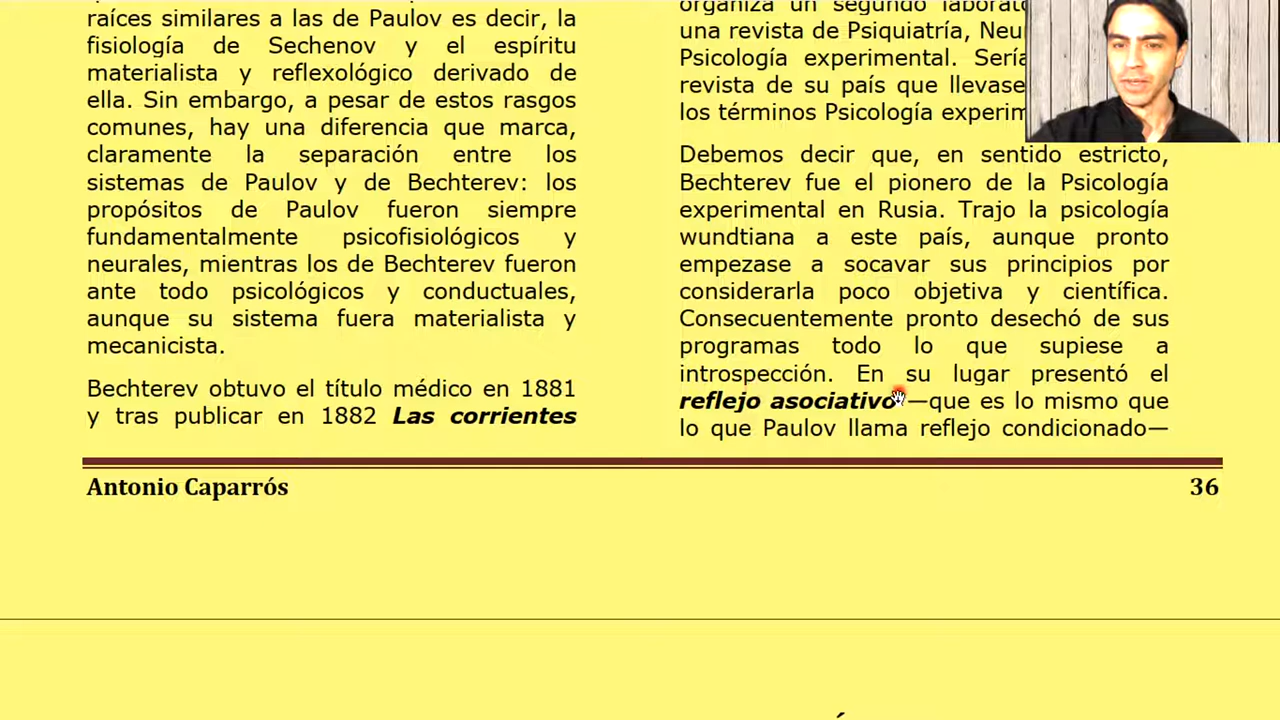 raíces similares a las de Paulov es decir, la
fisiología de Sechenov y el espíritu
materialista y reflexológico derivado de
ella. Sin embargo, a pesar de estos rasgos
comunes, hay una diferencia que marca,
claramente la separación entre los
sistemas de Paulov y de Bechterev: los
propósitos de Paulov fueron siempre
fundamentalmente psicofisiológicos y
neurales, mientras los de Bechterev fueron
ante todo psicológicos y conductuales,
aunque su sistema fuera materialista y
mecanicista.
Bechterev obtuvo el título médico en 1881
y tras publicar en 1882 Las corrientes
organiza un segundo
una revista de Psiquiatría,
Psicología experimental. Sería
revista de su país que llevase
los términos Psicología
Debemos decir que, en sentido estricto,
Bechterev fue el pionero de la Psicología
experimental en Rusia. Trajo la psicología
wundtiana a este país, aunque pronto
empezase a socavar sus principios por
considerarla poco objetiva y científica.
Consecuentemente pronto desechó de sus
programas todo lo que supiese a
introspección. En su lugar presentó el
reflejo asociativo —que es lo mismo que
lo que Paulov llama reflejo condicionado—
Antonio Caparrós 36